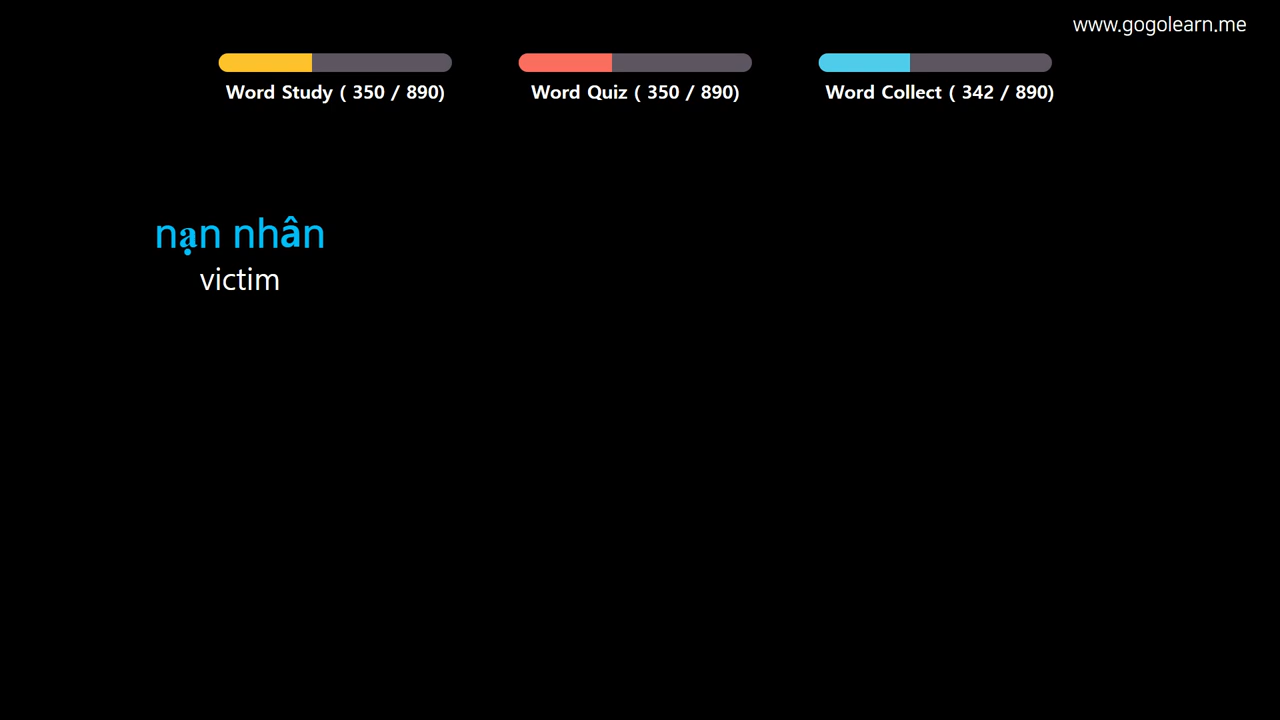 www.gogolearn.me
Word Study ( 350 / 890)
Word Quiz ( 350 / 890)
Word Collect ( 342 / 890)
nạn nhân
victim